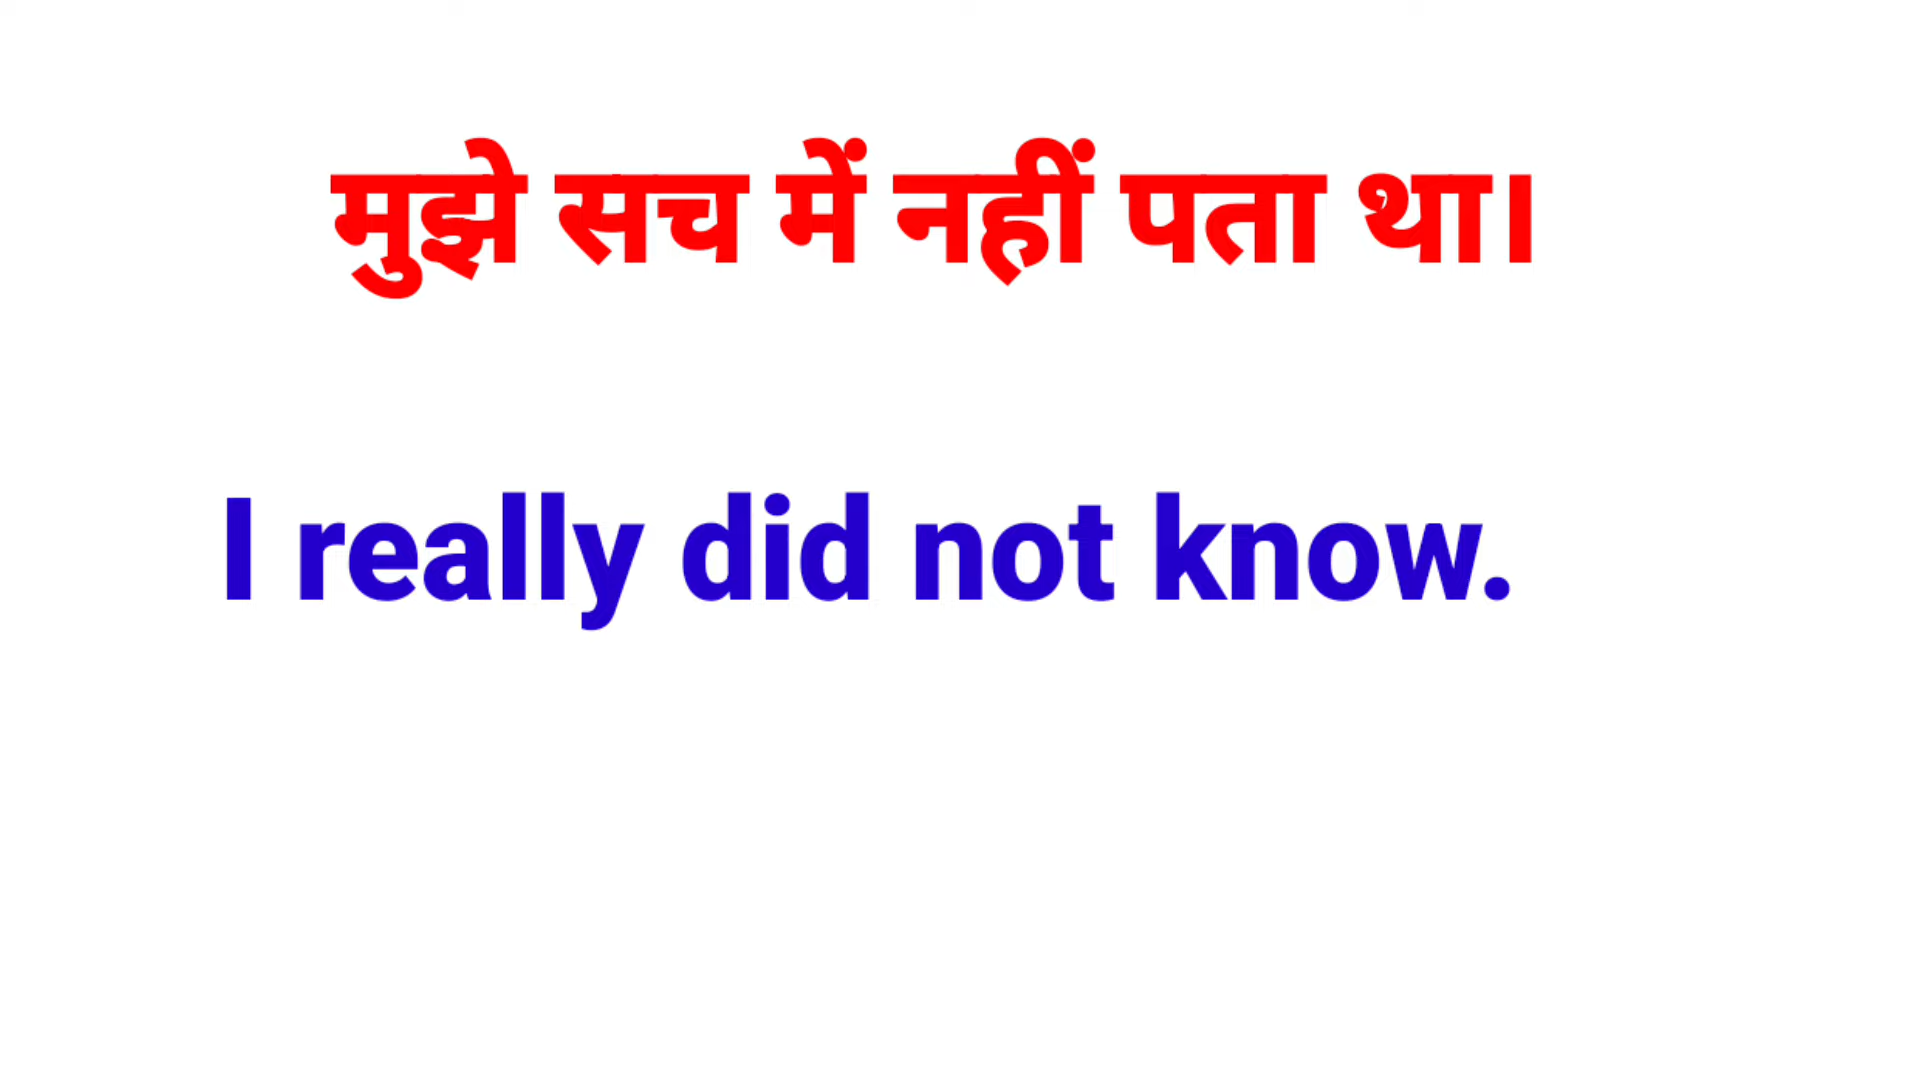 मुझे सच में नहीं पता था।
I really did not know.